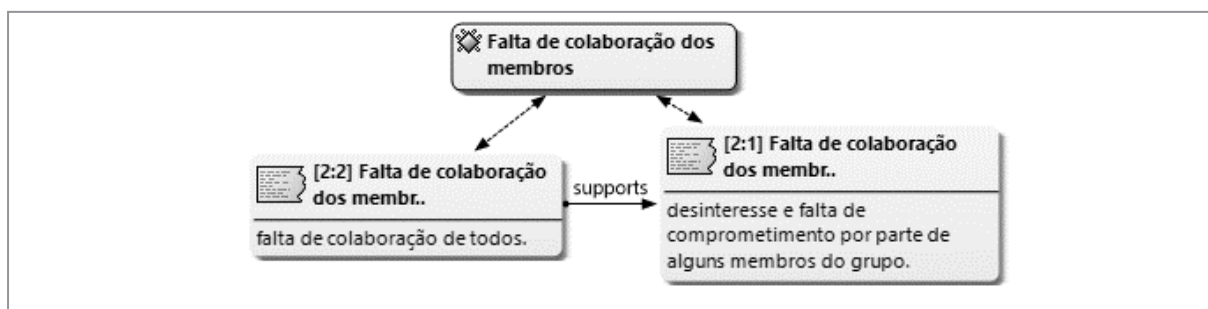 Falta de colaboração dos
membros
[2:2] Falta de colaboração
dos membr..
falta de colaboração de todos.
supports
[2:1] Falta de colaboração
dos membr..
desinteresse e falta de
comprometimento por parte de
alguns membros do grupo.